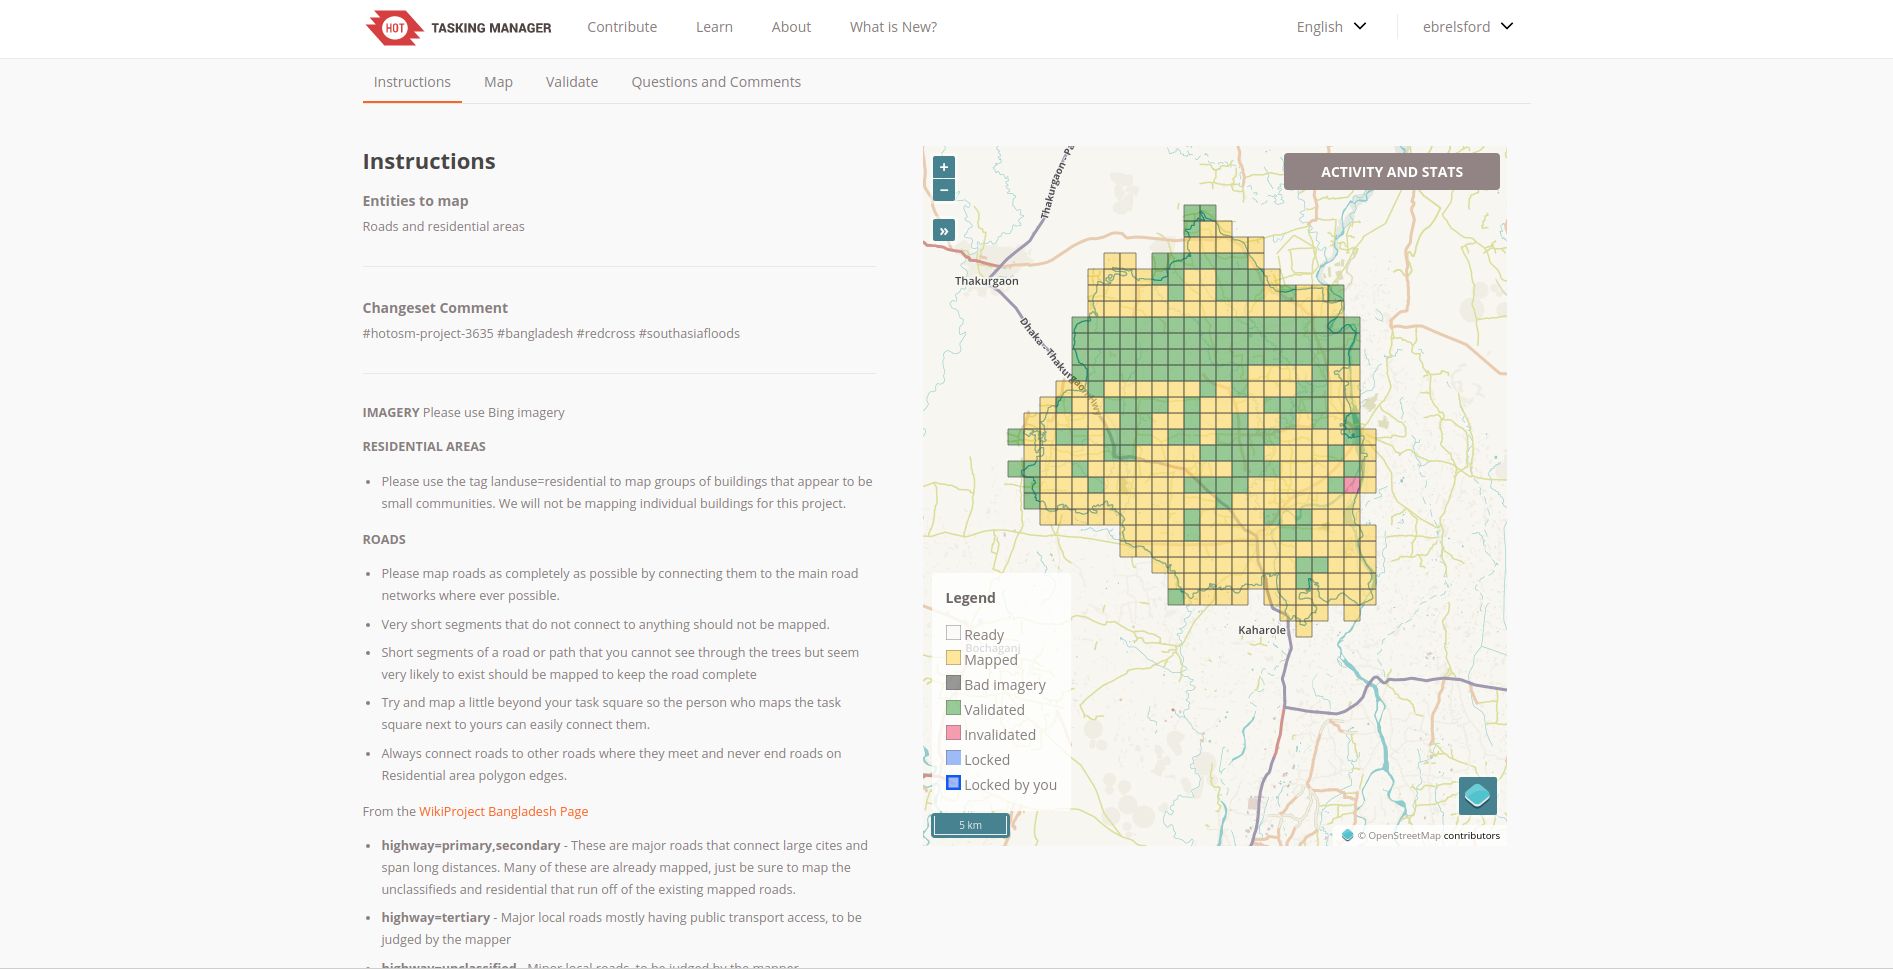 HOT TASKING MANAGER Contribute Learn About What is New? English ebrelsford
Instructions Map Validate Questions and Comments
Instructions
Entities to map
Roads and residential areas
Changeset Comment
#hotosm-project-3635 #bangladesh #redcross #southasiafloods
IMAGERY Please use Bing imagery
RESIDENTIAL AREAS
• Please use the tag landuse=residential to map groups of buildings that appear to be
small communities. We will not be mapping individual buildings for this project.
ROADS
• Please map roads as completely as possible by connecting them to the main road
networks where ever possible.
• Very short segments that do not connect to anything should not be mapped.
• Short segments of a road or path that you cannot see through the trees but seem
very likely to exist should be mapped to keep the road complete
• Try and map a little beyond your task square so the person who maps the task
square next to yours can easily connect them.
• Always connect roads to other roads where they meet and never end roads on
Residential area polygon edges.
From the WikiProject Bangladesh Page
• highway=primary,secondary - These are major roads that connect large cites and
span long distances. Many of these are already mapped, just be sure to map the
unclassifieds and residential that run off of the existing mapped roads.
• highway=tertiary - Major local roads mostly having public transport access, to be
judged by the mapper
• highway=unclassified - Minor local roads, to be judged by the mapper
+
−
»
ACTIVITY AND STATS
Thakurgaon--Pa
Thakurgaon
Dhaka--Thakurgaon Hwy
Kaharole
Legend
Ready
Bochaganj
Mapped
Bad imagery
Validated
Invalidated
Locked
Locked by you
5 km
© OpenStreetMap contributors